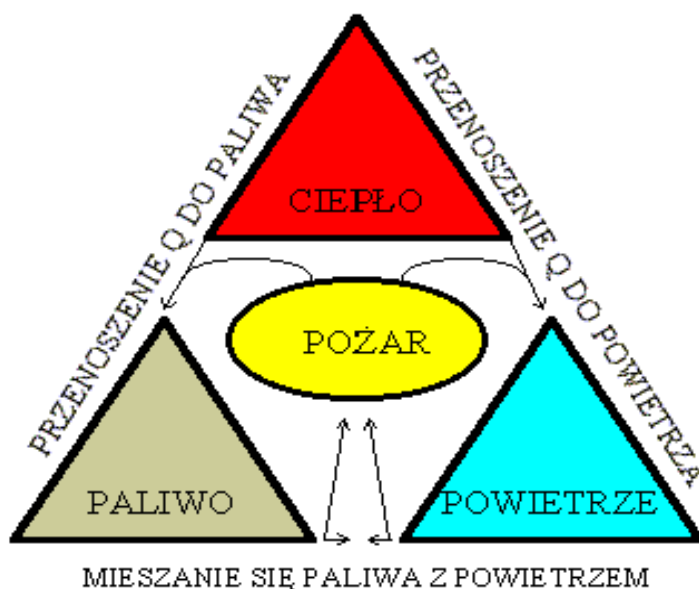 PRZENOSZENIE Q DO PALIWA
PRZENOSZENIE Q DO POWIETRZA
CIEPŁO
POŻAR
PALIWO
POWIETRZE
MIESZANIE SIĘ PALIWA Z POWIETRZEM